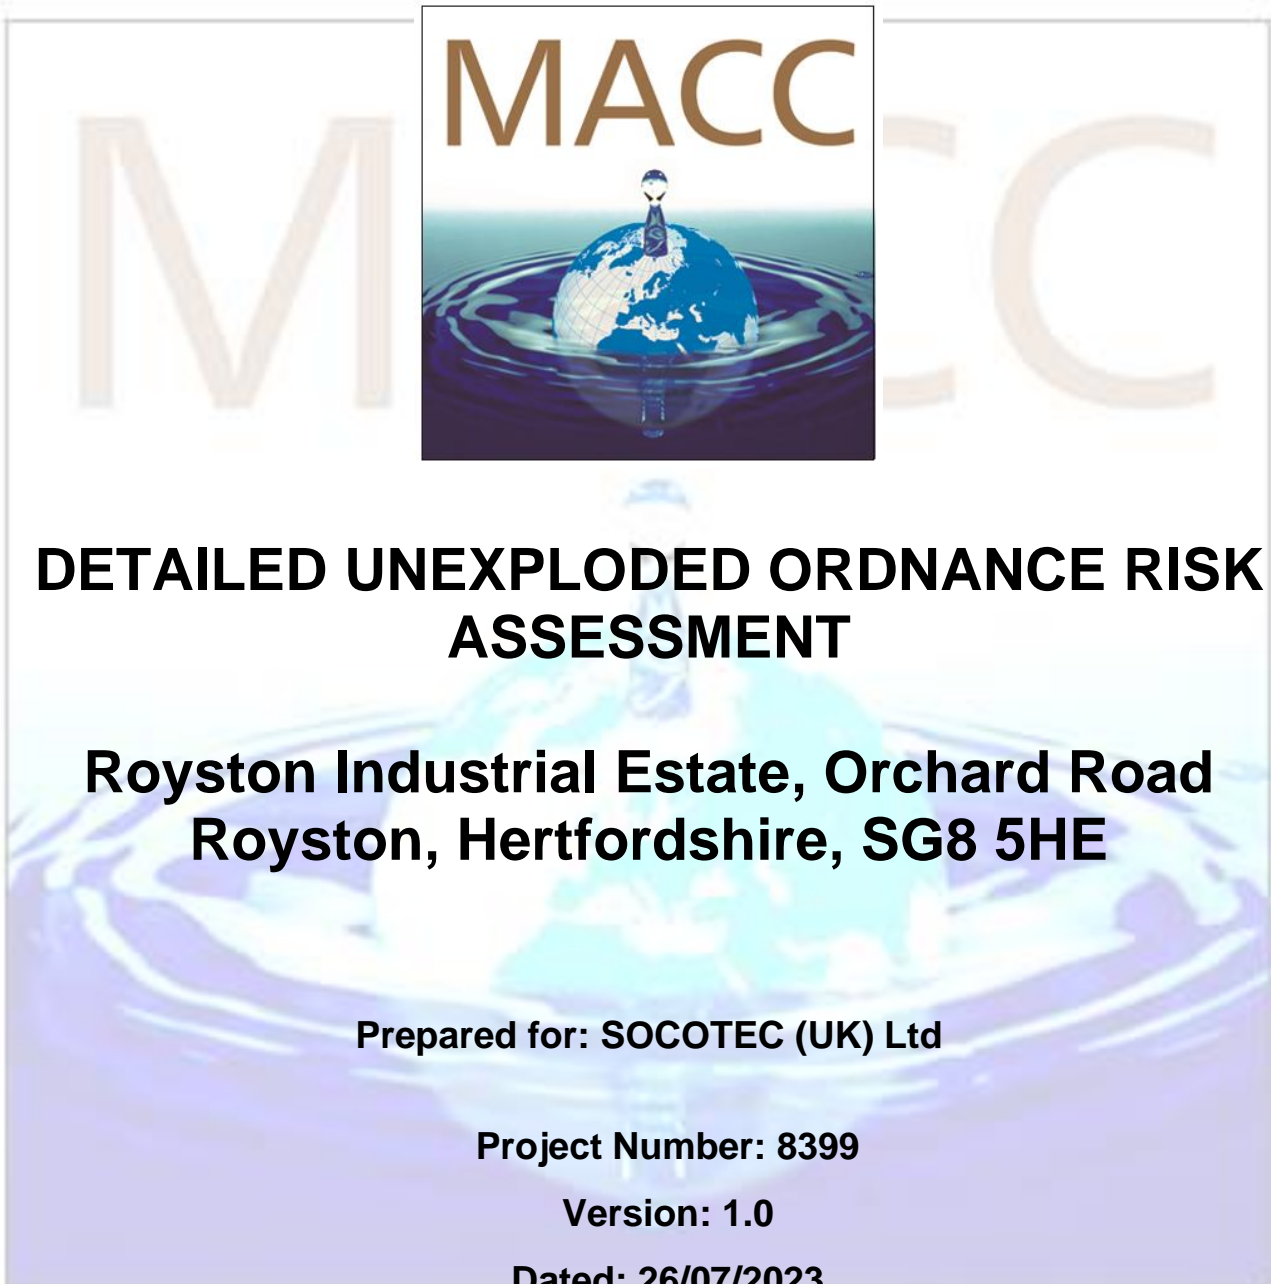 MACC
DETAILED UNEXPLODED ORDNANCE RISK
ASSESSMENT
Royston Industrial Estate, Orchard Road
Royston, Hertfordshire, SG8 5HE
Prepared for: SOCOTEC (UK) Ltd
Project Number: 8399
Version: 1.0
Dated: 26/07/2023